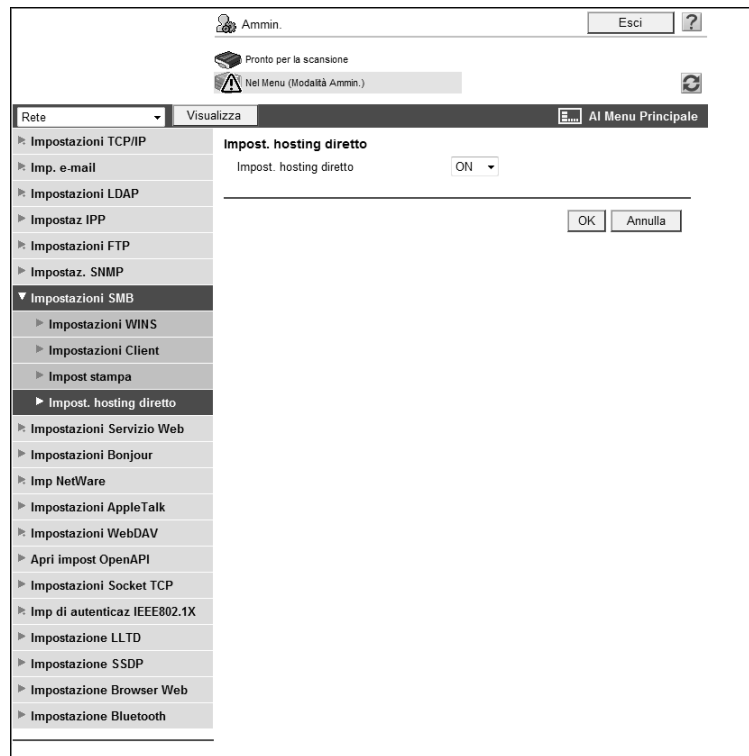 Ammin.
Esci
?
Pronto per la scansione
Nel Menu (Modalità Ammin.)
Rete
Visualizza
Al Menu Principale
Impostazioni TCP/IP
Imp. e-mail
Impostazioni LDAP
Impostaz IPP
Impostazioni FTP
Impostaz. SNMP
Impostazioni SMB
Impostazioni WINS
Impostazioni Client
Impost stampa
Impost. hosting diretto
Impostazioni Servizio Web
Impostazioni Bonjour
Imp NetWare
Impostazioni AppleTalk
Impostazioni WebDAV
Apri impost OpenAPI
Impostazioni Socket TCP
Imp di autenticaz IEEE802.1X
Impostazione LLTD
Impostazione SSDP
Impostazione Browser Web
Impostazione Bluetooth
Impost. hosting diretto
Impost. hosting diretto
ON
OK
Annulla